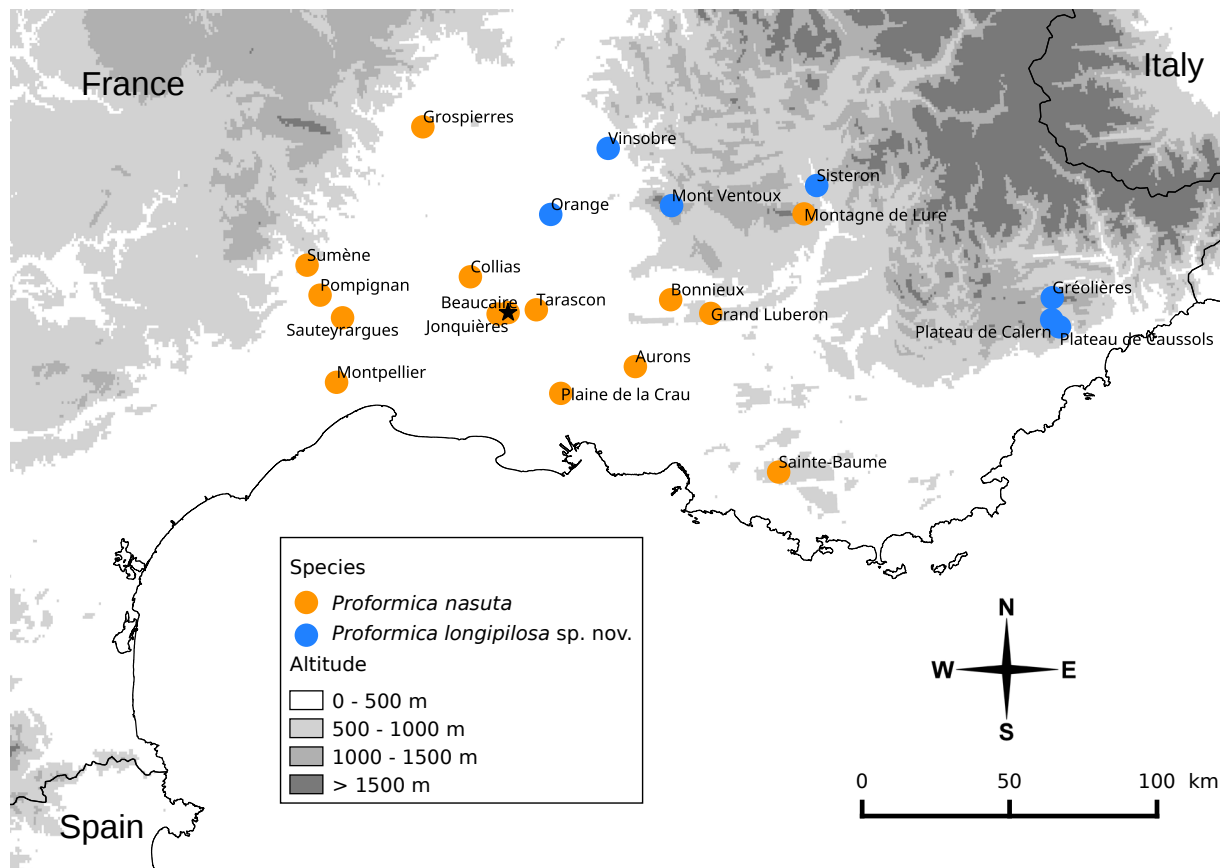 France
Italy
Grospierres
Vinsobre
Sisteron
Mont Ventoux
Orange
Montagne de Lure
Sumène
Collias
Pompignan
Bonnieux
Gréolières
Beaucaire
Tarascon
Grand Luberon
Sauteyrargues
Jonquières
Plateau de Calern
Plateau de Caussols
Aurons
Montpellier
Plaine de la Crau
Sainte-Baume
Species
Proformica nasuta
Proformica longipilosa sp. nov.
Altitude
0 - 500 m
500 - 1000 m
1000 - 1500 m
> 1500 m
N
W E
S
0 50 100 km
Spain